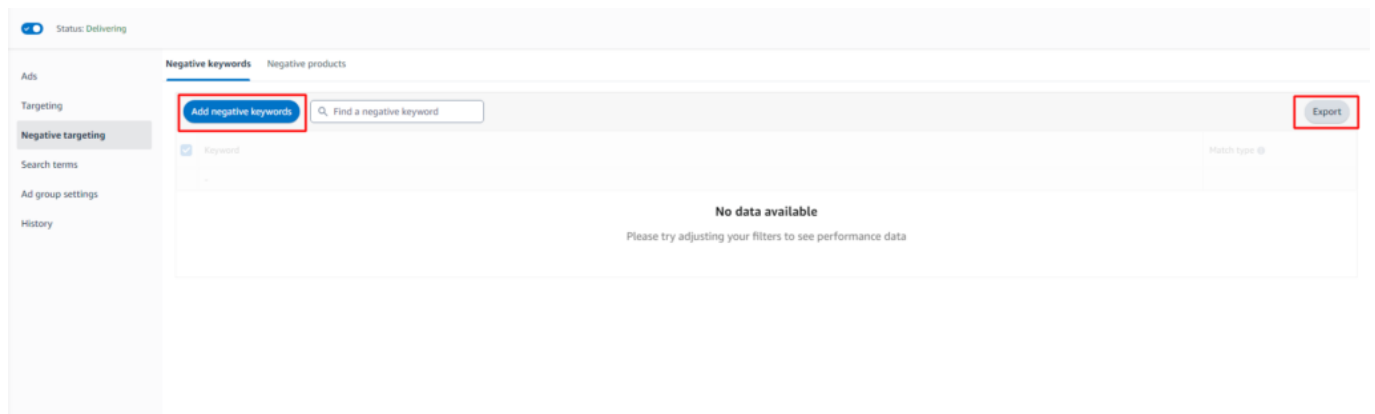 Status: Delivering
Ads
Targeting
Negative targeting
Search terms
Ad group settings
History
Negative keywords Negative products
Add negative keywords Find a negative keyword Export
Keyword Match type
-
No data available
Please try adjusting your filters to see performance data